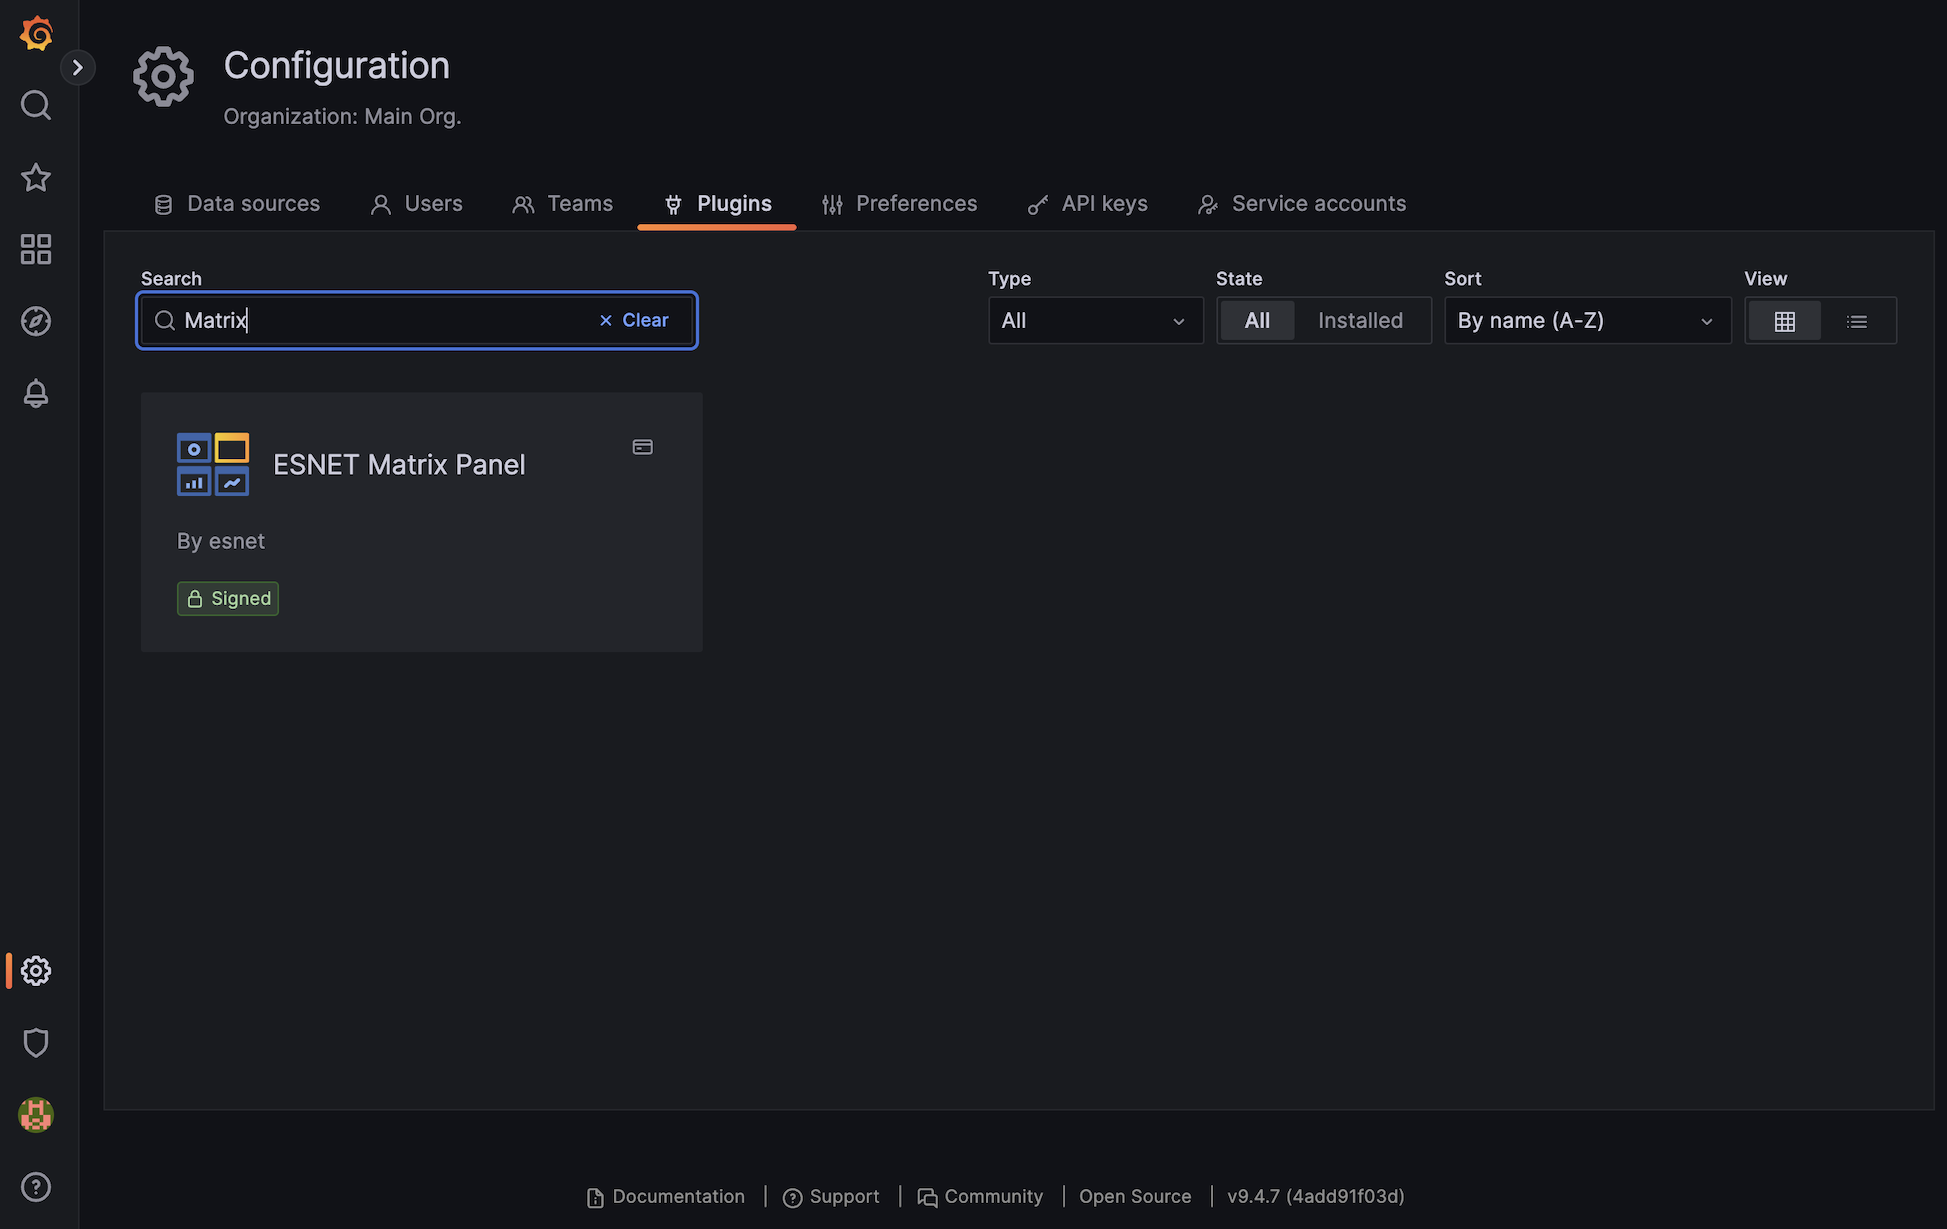 Configuration
Organization: Main Org.
Data sources Users Teams Plugins Preferences API keys Service accounts
Search Type State Sort View
Matrix Clear All All Installed By name (A-Z)
ESNET Matrix Panel
By esnet
Signed
Documentation | Support | Community | Open Source | v9.4.7 (4add91f03d)